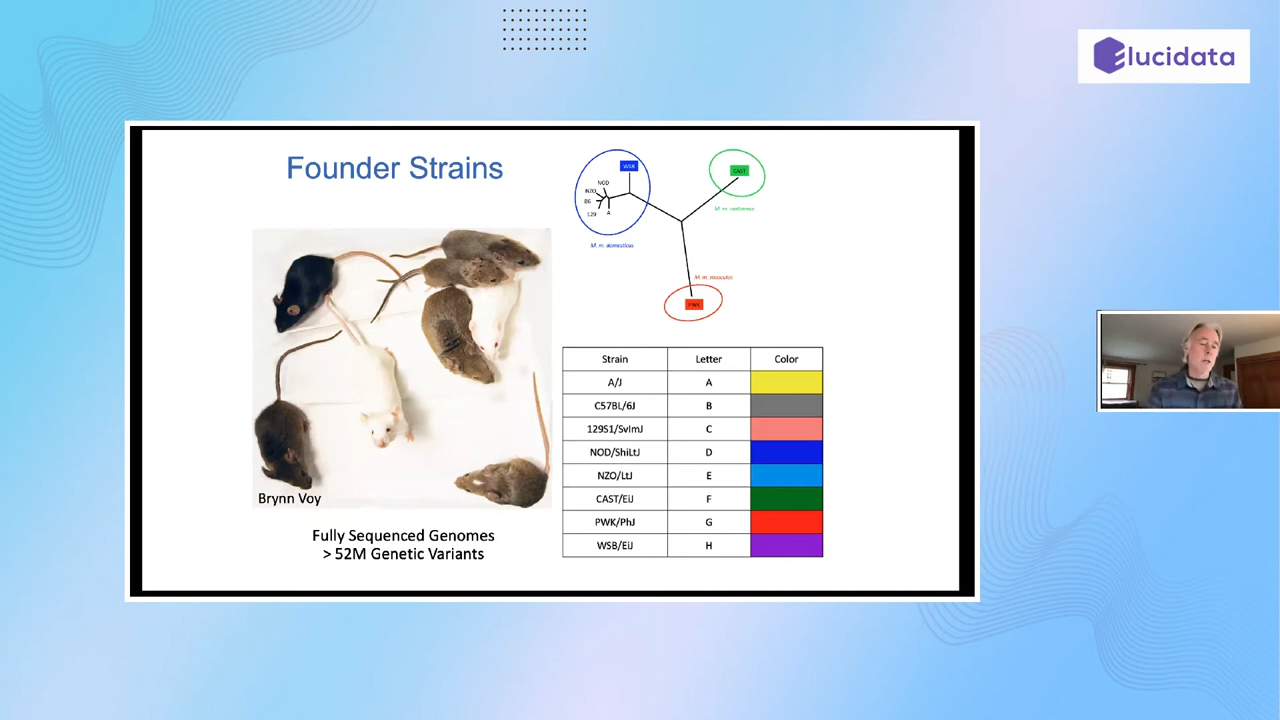 Elucidata
Founder Strains
WSB
NOD
NZO
B6
129
A
M. m. domesticus
CAST
M. m. castaneus
M. m. musculus
PWK
Brynn Voy
Fully Sequenced Genomes
> 52M Genetic Variants
Strain Letter Color
A/J A
C57BL/6J B
129S1/SvImJ C
NOD/ShiLtJ D
NZO/LtJ E
CAST/EiJ F
PWK/PhJ G
WSB/EiJ H